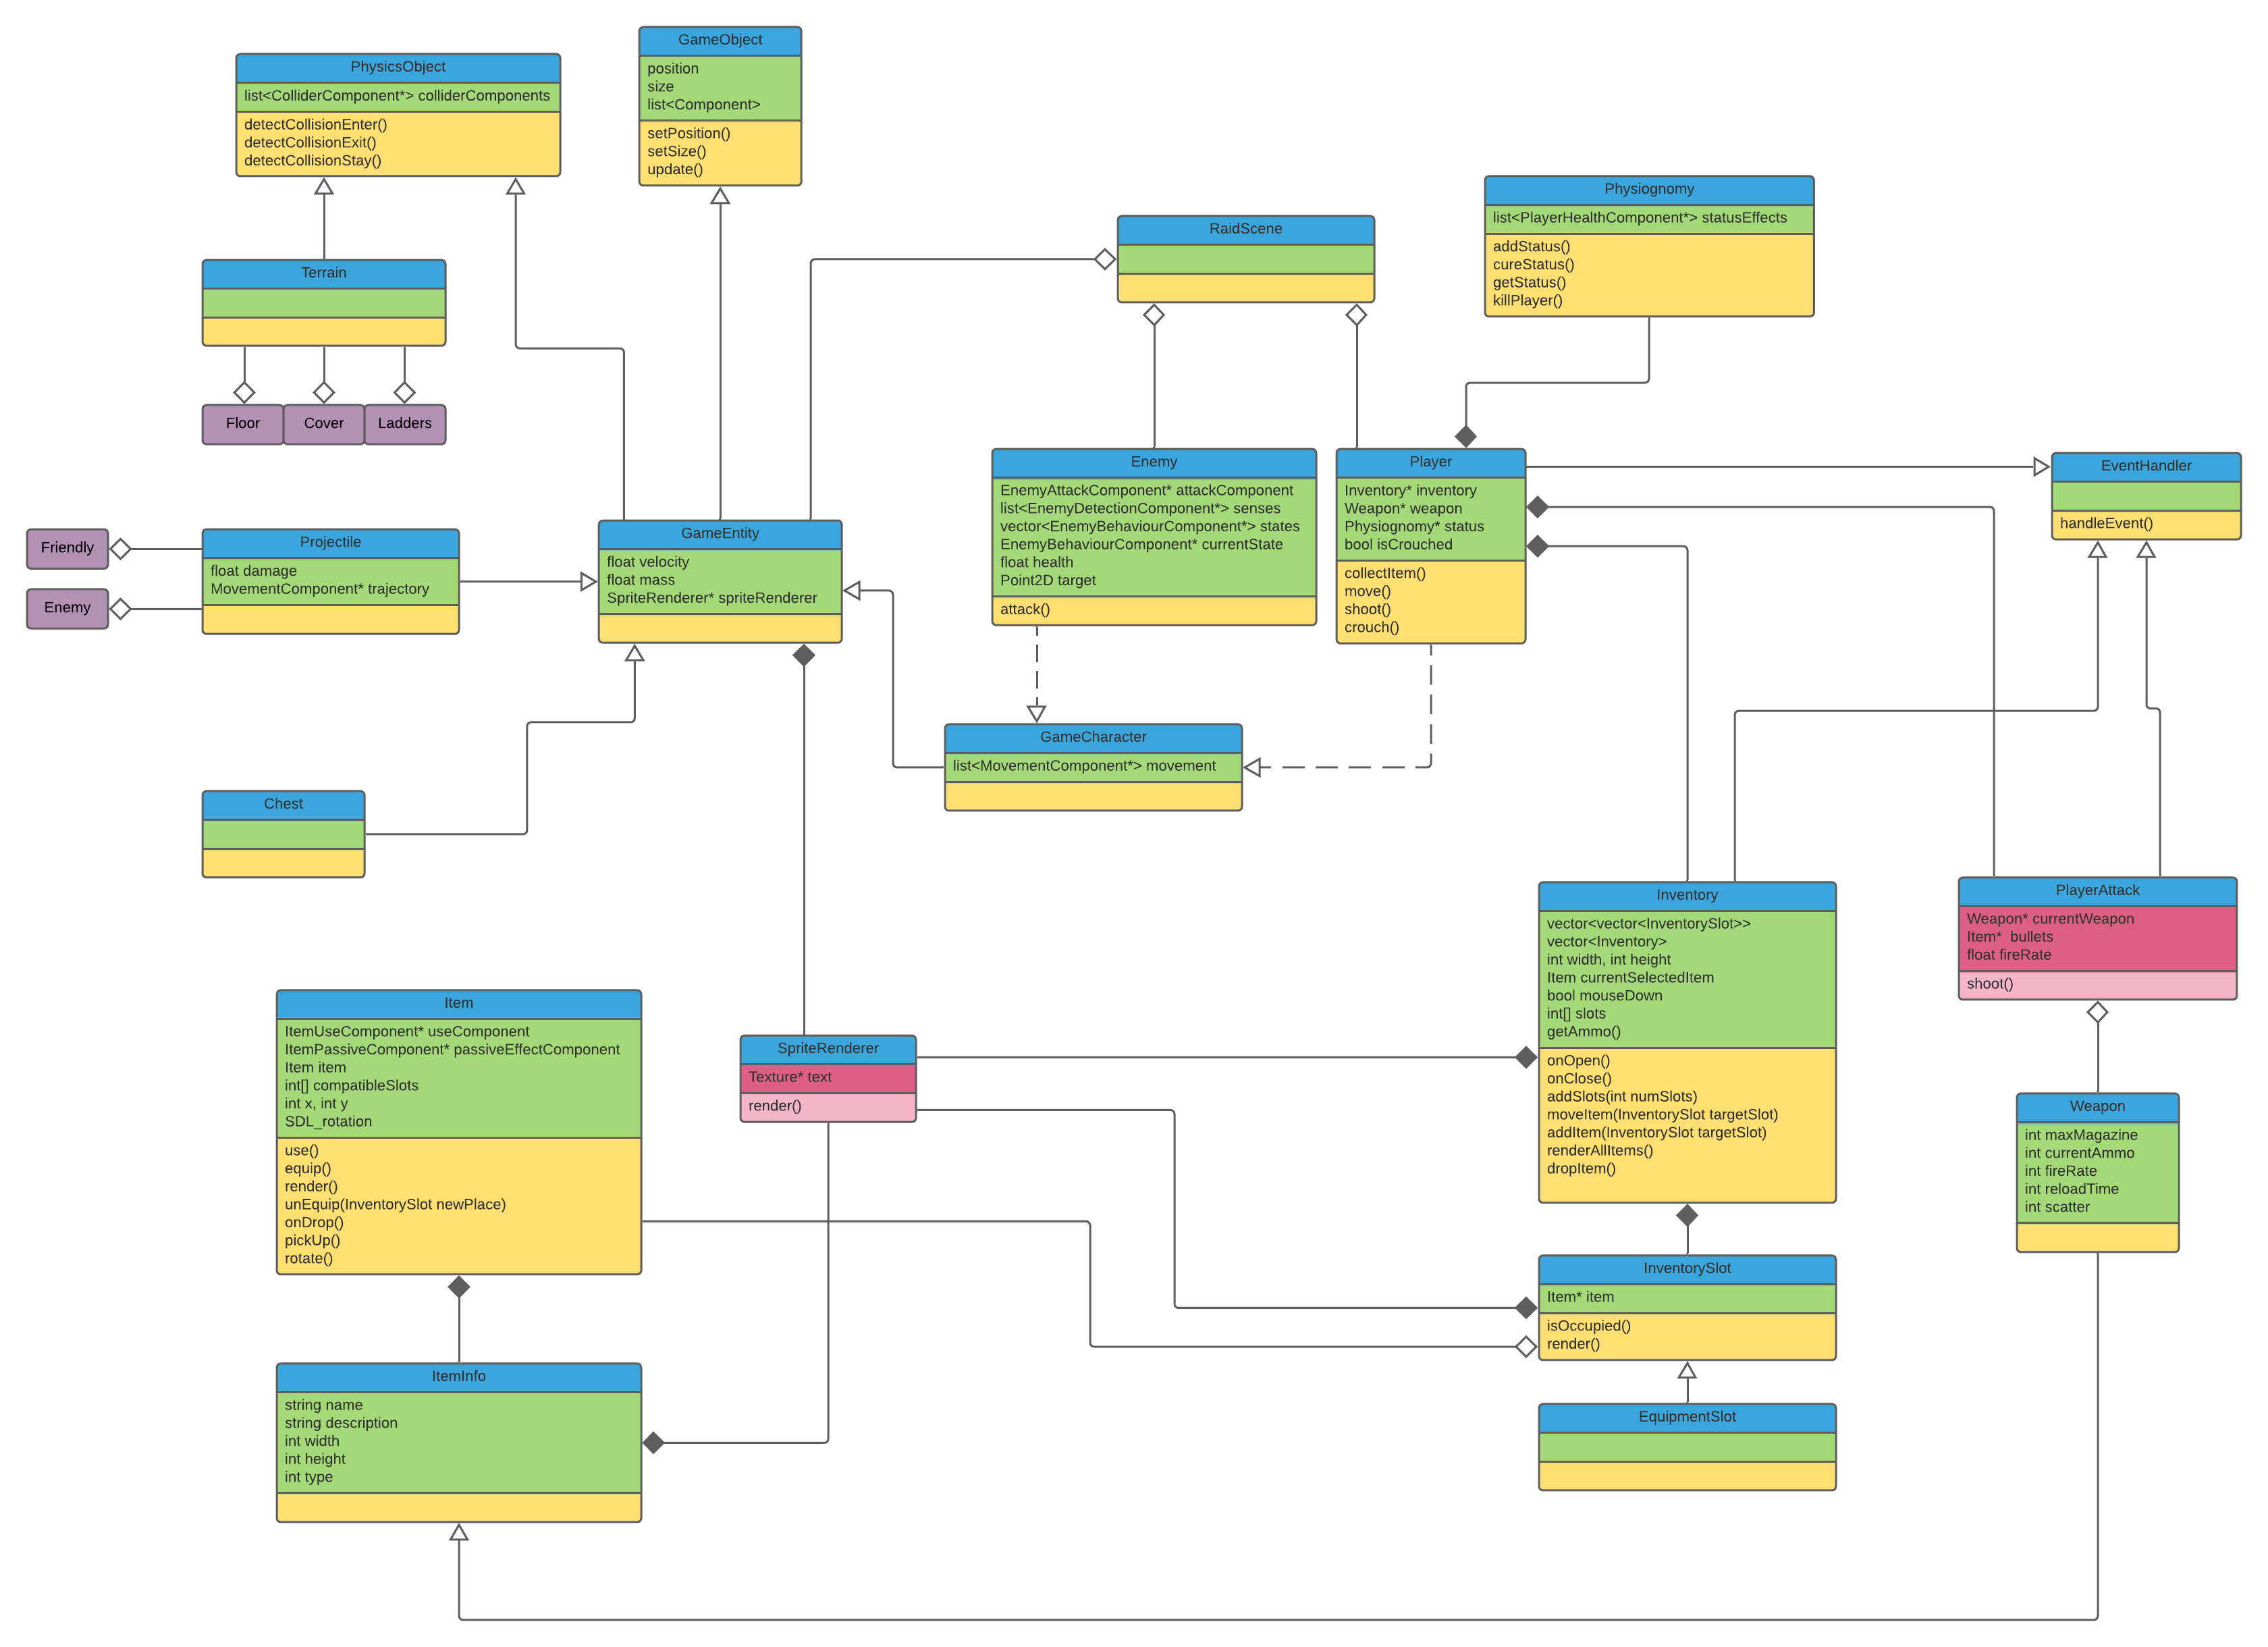 GameObject
position
size
list<Component>
setPosition()
setSize()
update()
PhysicsObject
list<ColliderComponent*> colliderComponents
detectCollisionEnter()
detectCollisionExit()
detectCollisionStay()
Physiognomy
list<PlayerHealthComponent*> statusEffects
addStatus()
cureStatus()
getStatus()
killPlayer()
RaidScene
Terrain
Floor
Cover
Ladders
Enemy
EnemyAttackComponent* attackComponent
list<EnemyDetectionComponent*> senses
vector<EnemyBehaviourComponent*> states
EnemyBehaviourComponent* currentState
float health
Point2D target
attack()
Player
Inventory* inventory
Weapon* weapon
Physiognomy* status
bool isCrouched
collectItem()
move()
shoot()
crouch()
EventHandler
handleEvent()
Friendly
Enemy
Projectile
float damage
MovementComponent* trajectory
GameEntity
float velocity
float mass
SpriteRenderer* spriteRenderer
GameCharacter
list<MovementComponent*> movement
Chest
Inventory
vector<vector<InventorySlot>>
vector<Inventory>
int width, int height
Item currentSelectedItem
bool mouseDown
int[] slots
getAmmo()
onOpen()
onClose()
addSlots(int numSlots)
moveItem(InventorySlot targetSlot)
addItem(InventorySlot targetSlot)
renderAllItems()
dropItem()
PlayerAttack
Weapon* currentWeapon
Item*  bullets
float fireRate
shoot()
Item
ItemUseComponent* useComponent
ItemPassiveComponent* passiveEffectComponent
Item item
int[] compatibleSlots
int x, int y
SDL_rotation
use()
equip()
render()
unEquip(InventorySlot newPlace)
onDrop()
pickUp()
rotate()
SpriteRenderer
Texture* text
render()
Weapon
int maxMagazine
int currentAmmo
int fireRate
int reloadTime
int scatter
InventorySlot
Item* item
isOccupied()
render()
ItemInfo
string name
string description
int width
int height
int type
EquipmentSlot